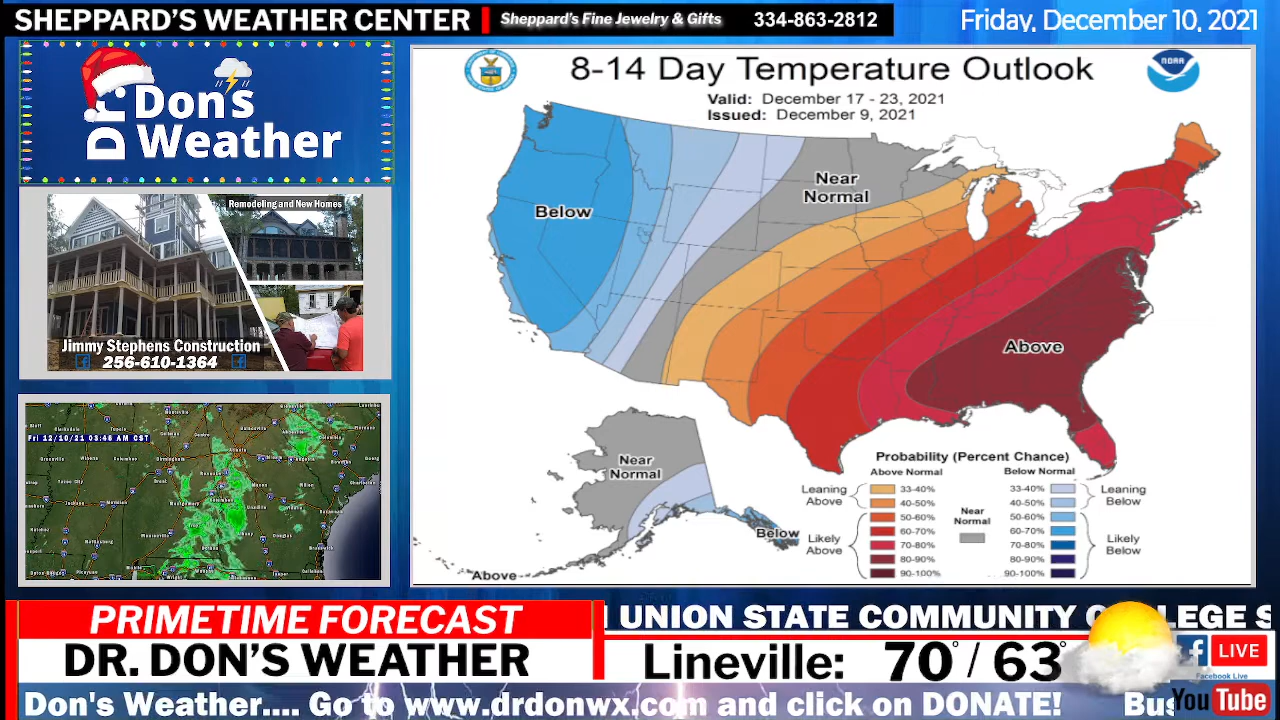 SHEPPARD'S WEATHER CENTER
Sheppard's Fine Jewelry & Gifts
334-863-2812
Friday, December 10, 2021
Dr. Don's
Weather
Remodeling and New Homes
Jimmy Stephens Construction
256-610-1364
Fri 12/10/21 03:46 AM CST
8-14 Day Temperature Outlook
Valid: December 17 - 23, 2021
Issued: December 9, 2021
NOAA
Below
Near
Normal
Above
Near
Normal
Below
Above
Probability (Percent Chance)
Above Normal
Below Normal
Leaning
Above
Likely
Above
33-40%
40-50%
50-60%
60-70%
70-80%
80-90%
90-100%
Near
Normal
33-40%
40-50%
50-60%
60-70%
70-80%
80-90%
90-100%
Leaning
Below
Likely
Below
PRIMETIME FORECAST
DR. DON'S WEATHER
UNION STATE COMMUNITY
Lineville: 70° / 63°
f LIVE
Facebook Live
Don's Weather.... Go to www.drdonwx.com and click on DONATE!
YouTube